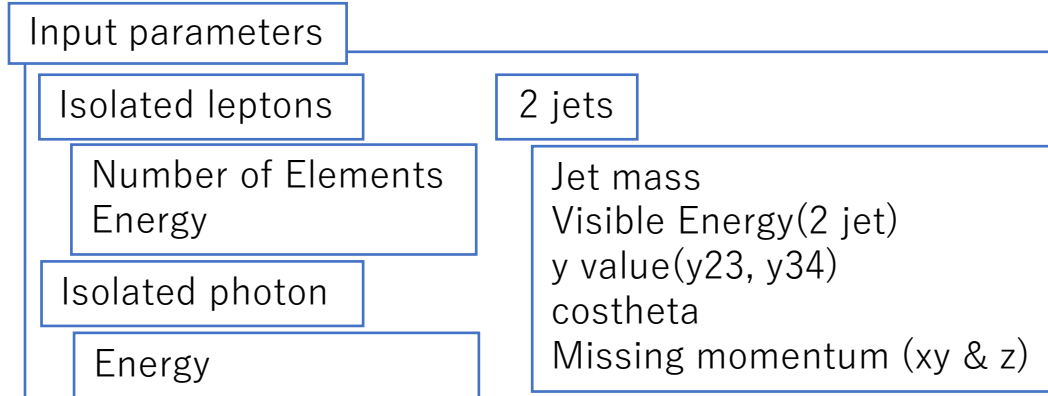 Input parameters
Isolated leptons
Number of Elements
Energy
Isolated photon
Energy
2 jets
Jet mass
Visible Energy(2 jet)
y value(y23, y34)
costheta
Missing momentum (xy & z)